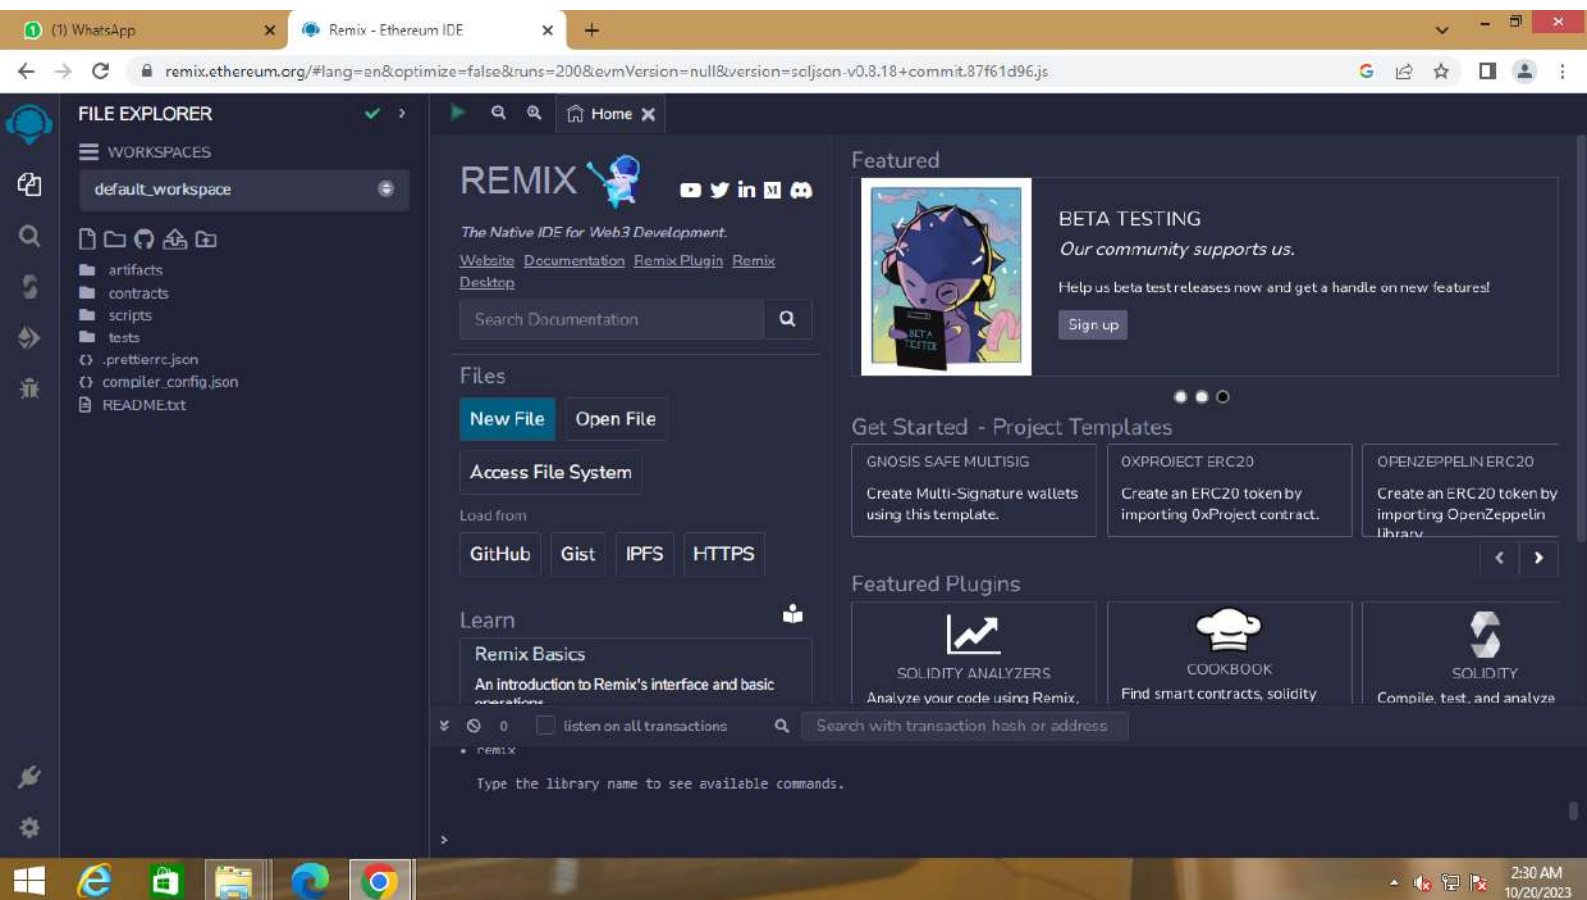 (1) WhatsApp
Remix - Ethereum IDE
remix.ethereum.org/#lang=en&optimize=false&runs=200&evmVersion=null&version=soljson-v0.8.18+commit.87f61d96.js
FILE EXPLORER
WORKSPACES
default_workspace
artifacts
contracts
scripts
tests
.prettierrc.json
compiler_config.json
README.txt
Home
REMIX
The Native IDE for Web3 Development.
Website Documentation Remix Plugin Remix
Desktop
Search Documentation
Files
New File Open File
Access File System
Load from
GitHub Gist IPFS HTTPS
Learn
Remix Basics
An introduction to Remix's interface and basic
operations
Featured
BETA TESTER
BETA TESTING
Our community supports us.
Help us beta test releases now and get a handle on new features!
Sign up
Get Started - Project Templates
GNOSIS SAFE MULTISIG
Create Multi-Signature wallets
using this template.
0XPROJECT ERC20
Create an ERC20 token by
importing 0xProject contract.
OPENZEPPELIN ERC20
Create an ERC20 token by
importing OpenZeppelin
library
Featured Plugins
SOLIDITY ANALYZERS
Analyze your code using Remix,
COOKBOOK
Find smart contracts, solidity
SOLIDITY
Compile, test, and analyze
0 listen on all transactions Search with transaction hash or address
• remix
Type the library name to see available commands.
>
2:30 AM
10/20/2023